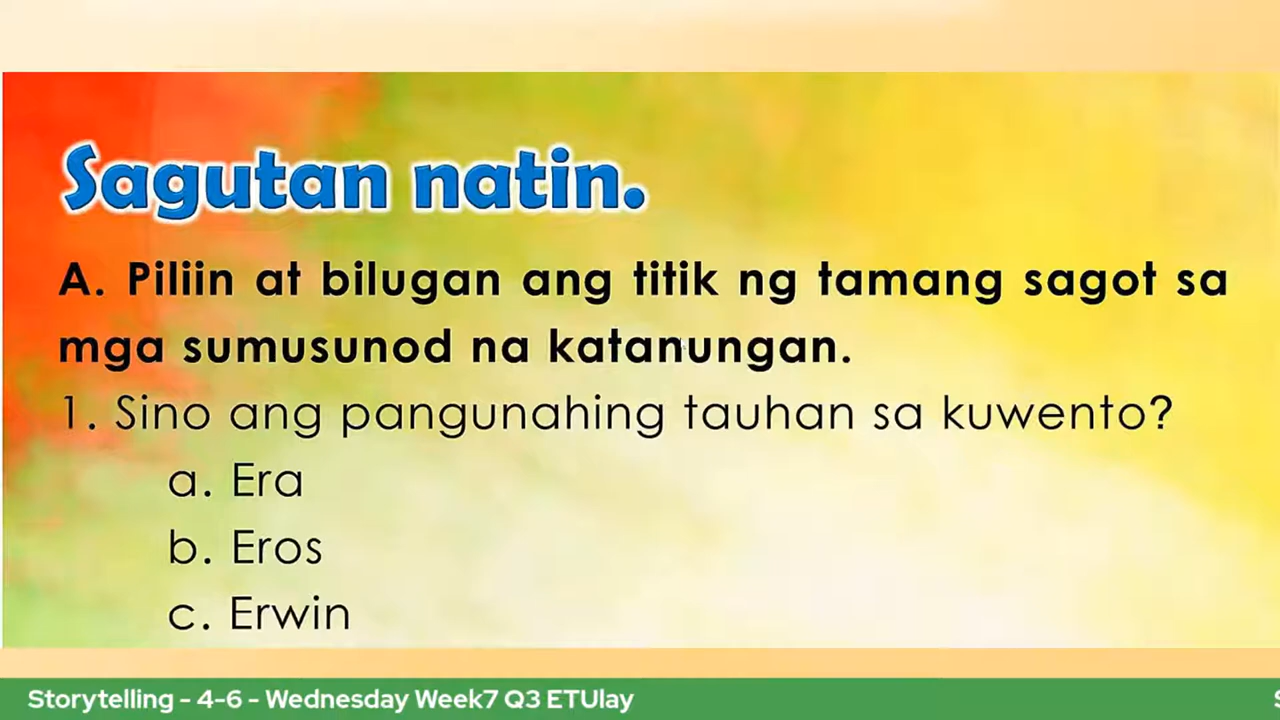 Sagutan natin.
A. Piliin at bilugan ang titik ng tamang sagot sa
mga sumusunod na katanungan.
1. Sino ang pangunahing tauhan sa kuwento?
a. Era
b. Eros
c. Erwin
Storytelling - 4-6 - Wednesday Week7 Q3 ETUlay